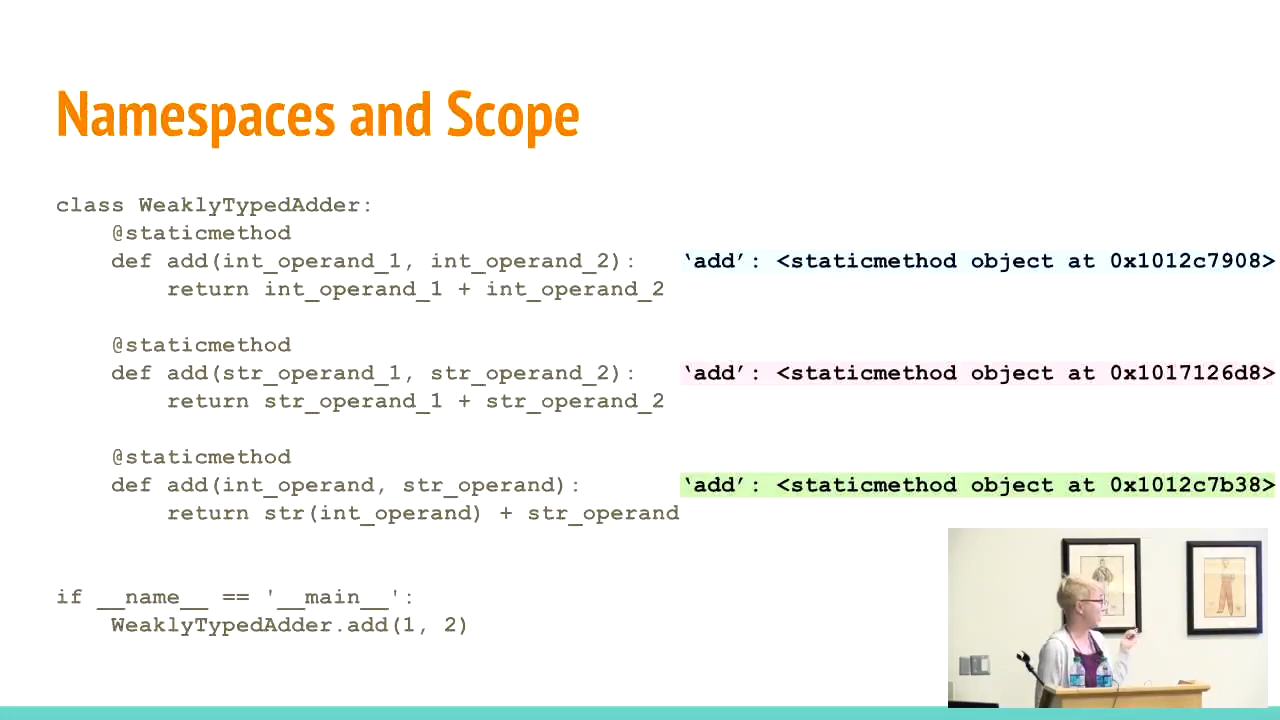 Namespaces and Scope
class WeaklyTypedAdder:
    @staticmethod
    def add(int_operand_1, int_operand_2): ‘add’: <staticmethod object at 0x1012c7908>
        return int_operand_1 + int_operand_2
    @staticmethod
    def add(str_operand_1, str_operand_2): ‘add’: <staticmethod object at 0x1017126d8>
        return str_operand_1 + str_operand_2
    @staticmethod
    def add(int_operand, str_operand): ‘add’: <staticmethod object at 0x1012c7b38>
        return str(int_operand) + str_operand
if __name__ == '__main__':
    WeaklyTypedAdder.add(1, 2)